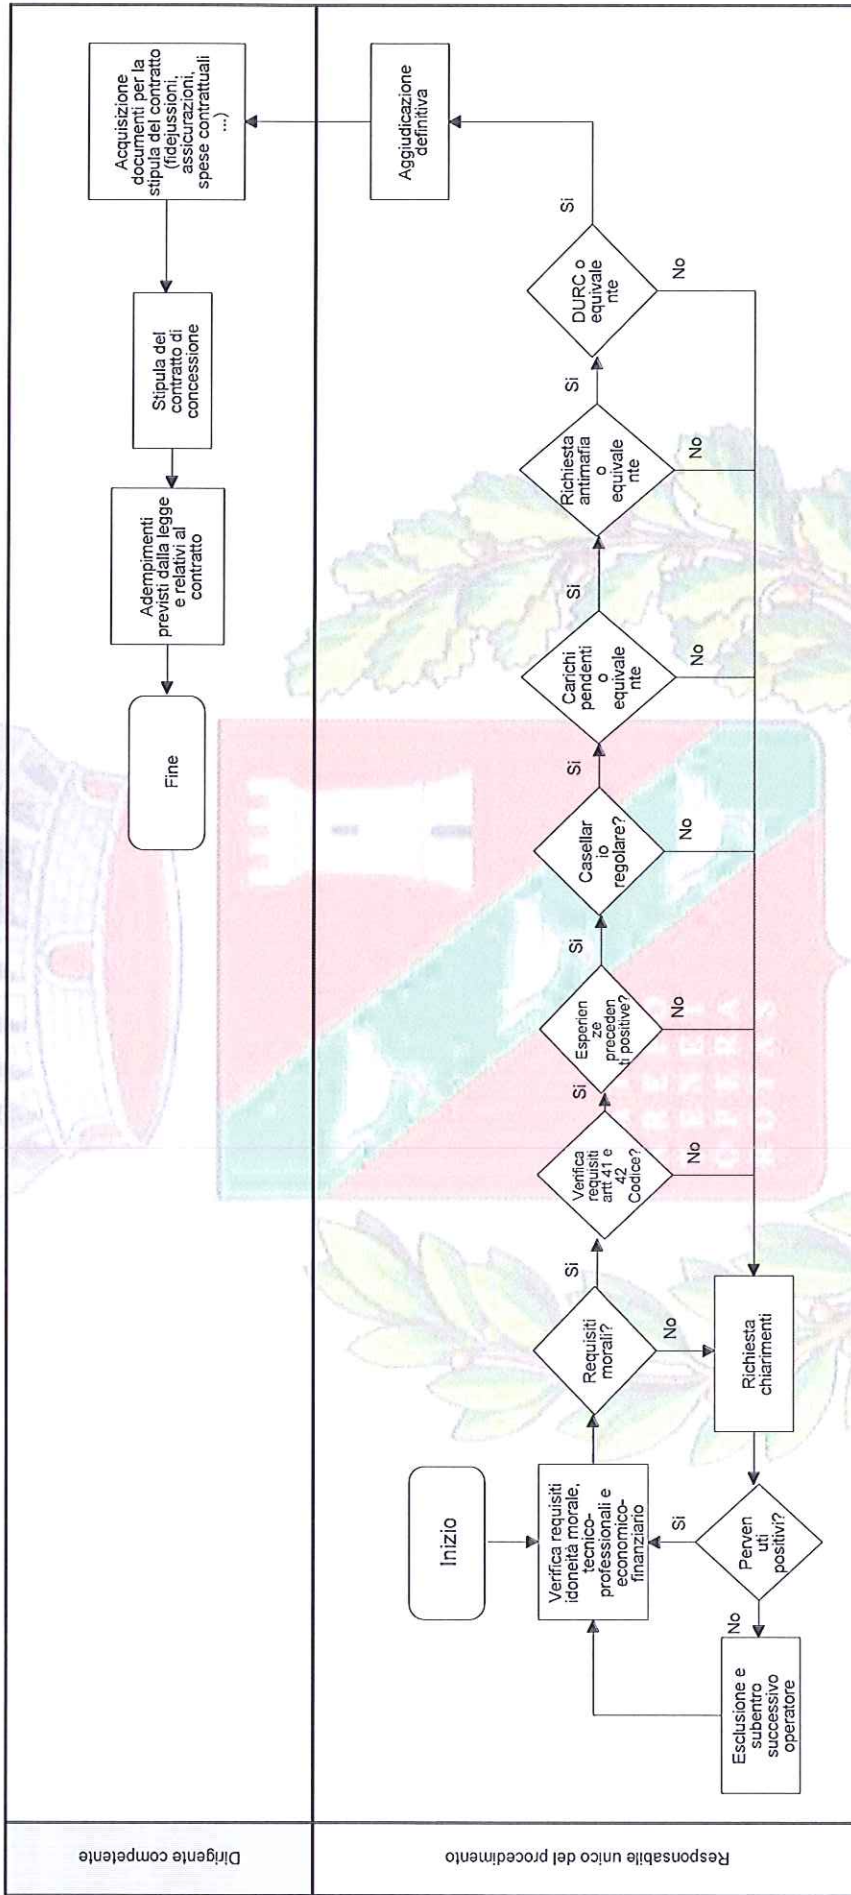 Dirigente competente
Acquisizione
documenti per la
stipula del contratto
(fidejussioni,
assicurazioni,
spese contrattuali
...)
Stipula del
contratto di
concessione
Adempimenti
previsti dalla legge
e relativi al
contratto
Fine
Responsabile unico del procedimento
Inizio
Verifica requisiti
idoneità morale,
tecnico-
professionali e
economico-
finanziario
Requisiti
morali?
Si
No
Verifica
requisiti
artt 41 e
42
Codice?
Si
No
Esperien
ze
preceden
ti positive?
Si
No
Casellar
io
regolare?
Si
No
Carichi
pendenti
o
equivale
nte
Si
No
Richiesta
antimafia
o
equivale
nte
Si
No
DURC o
equivale
nte
Si
No
Aggiudicazione
definitiva
Richiesta
chiarimenti
Perven
uti
positivi?
Si
No
Esclusione e
subentro
successivo
operatore